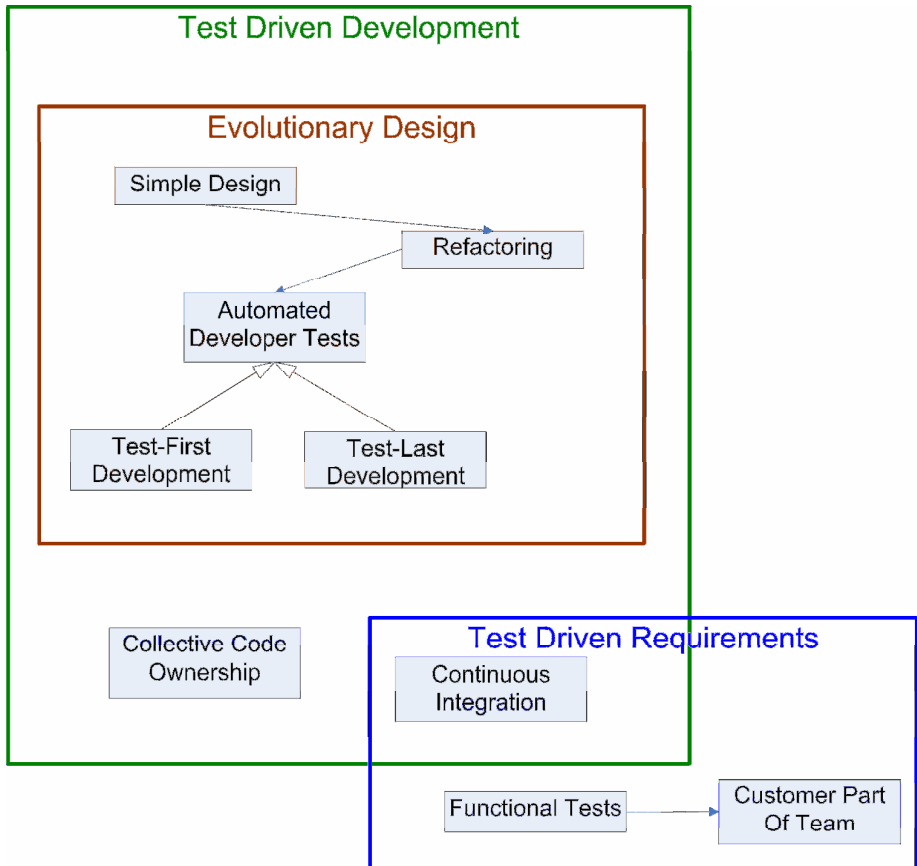 Test Driven Development
Evolutionary Design
Simple Design
Refactoring
Automated
Developer Tests
Test-First
Development
Test-Last
Development
Collective Code
Ownership
Test Driven Requirements
Continuous
Integration
Functional Tests
Customer Part
Of Team